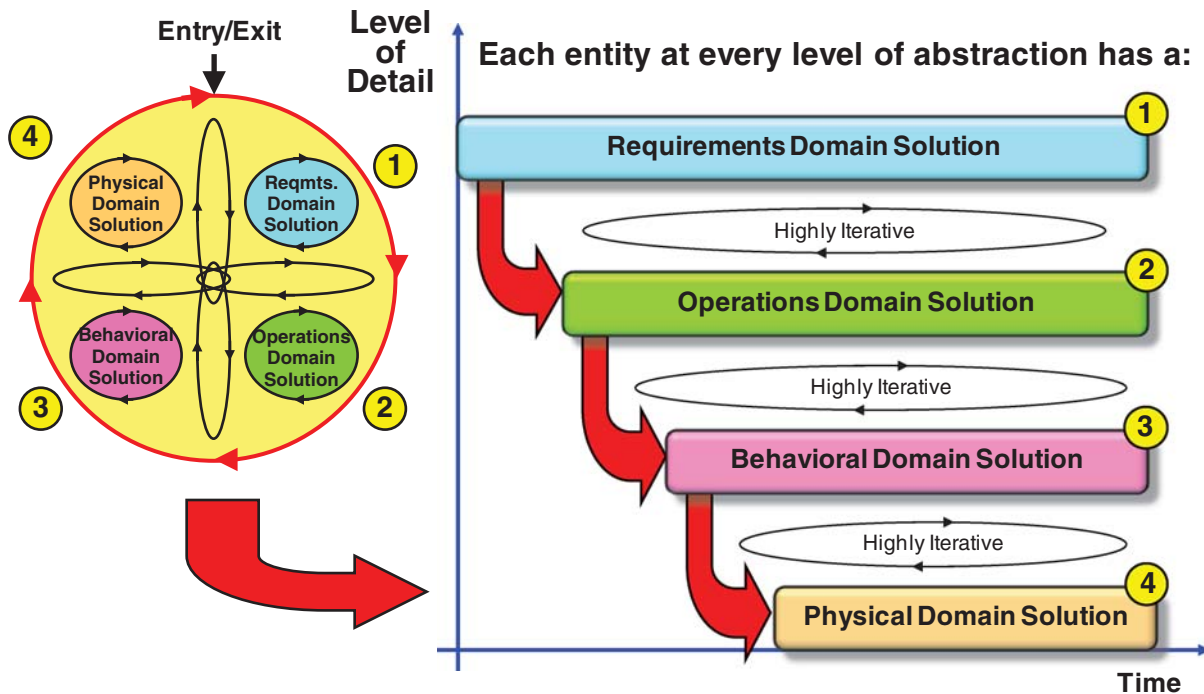 Entry/Exit
4
1
Physical
Domain
Solution
Reqmts.
Domain
Solution
Behavioral
Domain
Solution
Operations
Domain
Solution
3
2
Level
of
Detail
Each entity at every level of abstraction has a:
1
Requirements Domain Solution
Highly Iterative
2
Operations Domain Solution
Highly Iterative
3
Behavioral Domain Solution
Highly Iterative
4
Physical Domain Solution
Time